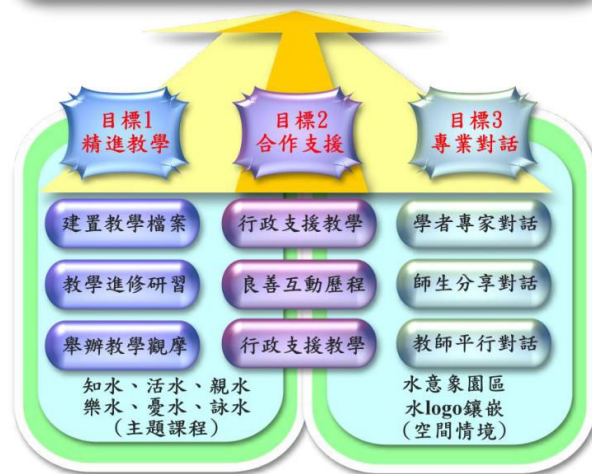 目標1
精進教學
目標2
合作支援
目標3
專業對話
建置教學檔案
行政支援教學
學者專家對話
教學進修研習
良善互動歷程
師生分享對話
舉辦教學觀摩
行政支援教學
教師平行對話
知水、活水、親水
樂水、憂水、詠水
(主題課程)
水意象園區
水logo鑲嵌
(空間情境)